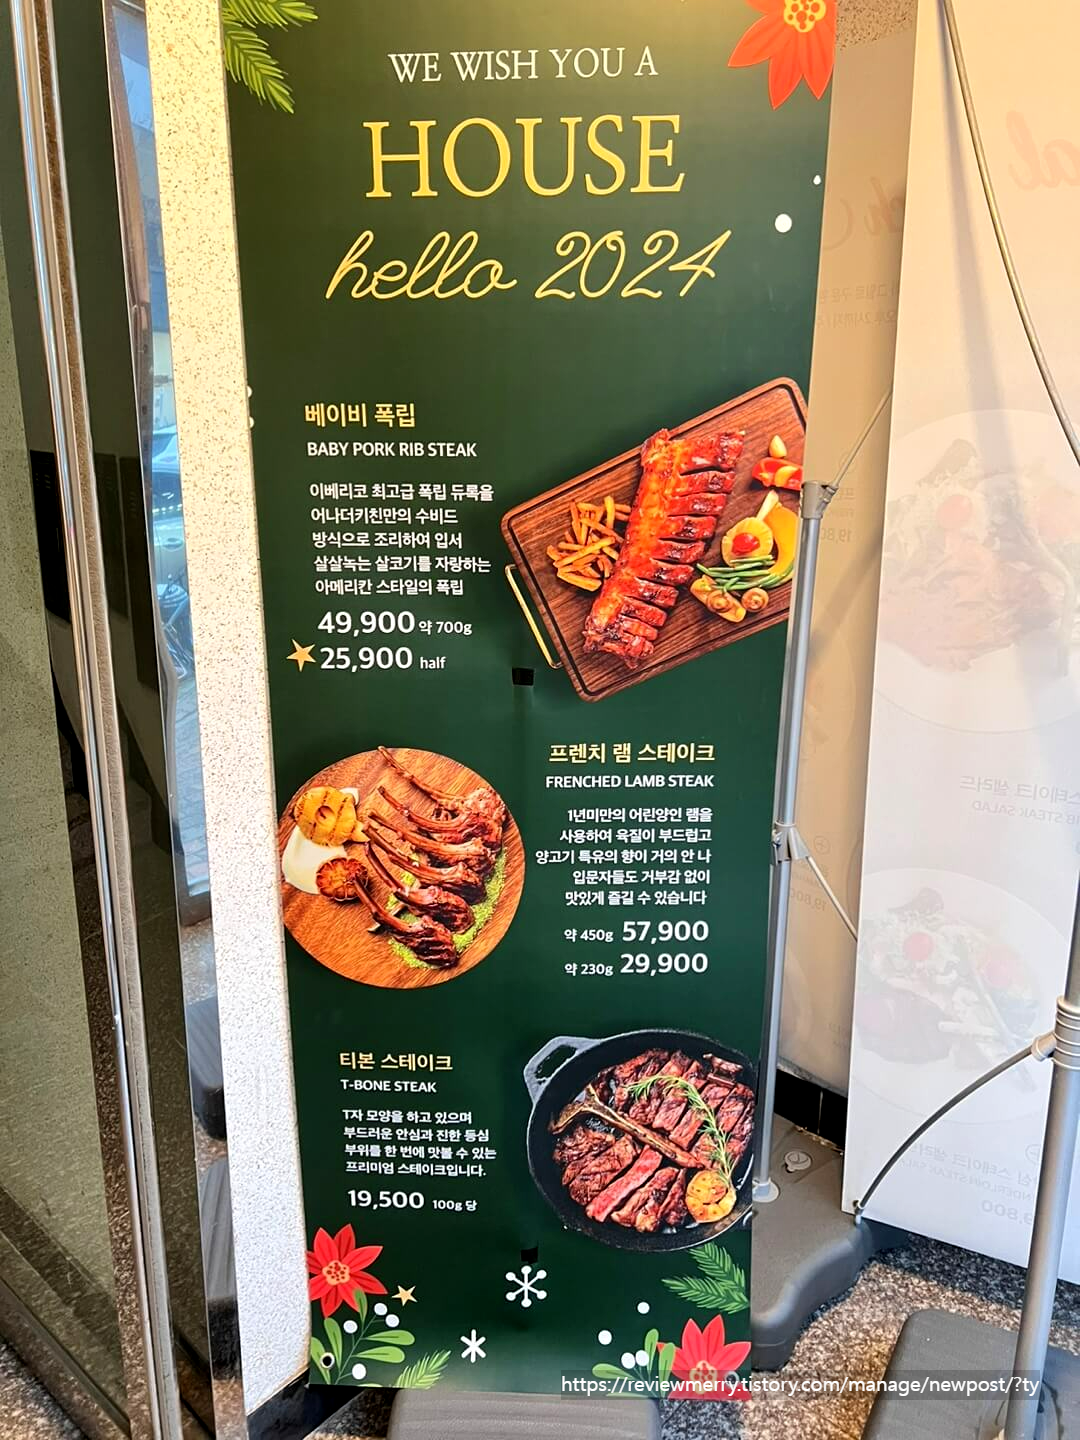 WE WISH YOU A
HOUSE
hello 2024
베이비 폭립
BABY PORK RIB STEAK
이베리코 최고급 폭립 듀록을
어나더키친만의 수비드
방식으로 조리하여 입서
살살녹는 살코기를 자랑하는
아메리칸 스타일의 폭립
49,900 약 700g
25,900 half
프렌치 램 스테이크
FRENCHED LAMB STEAK
1년미만의 어린양인 램을
사용하여 육질이 부드럽고
양고기 특유의 향이 거의 안 나
입문자들도 거부감 없이
맛있게 즐길 수 있습니다
약 450g 57,900
약 230g 29,900
티본 스테이크
T-BONE STEAK
T자 모양을 하고 있으며
부드러운 안심과 진한 등심
부위를 한 번에 맛볼 수 있는
프리미엄 스테이크입니다.
19,500 100g 당
https://reviewmerry.tistory.com/manage/newpost/?ty